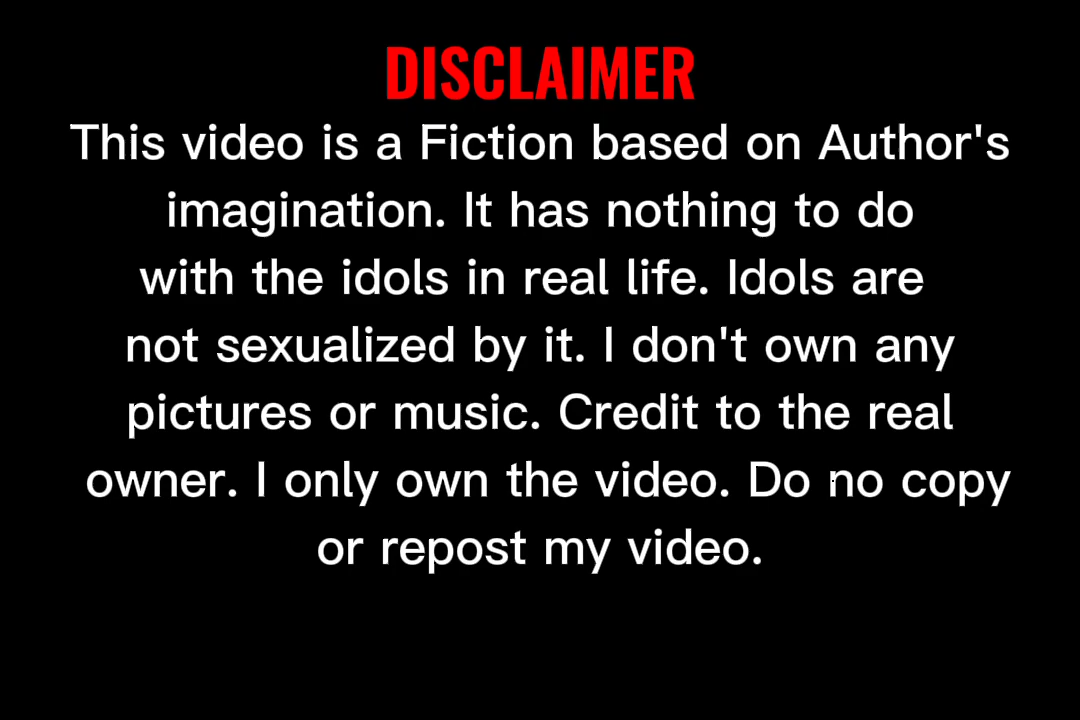 DISCLAIMER
This video is a Fiction based on Author's
imagination. It has nothing to do
with the idols in real life. Idols are
not sexualized by it. I don't own any
pictures or music. Credit to the real
owner. I only own the video. Do no copy
or repost my video.